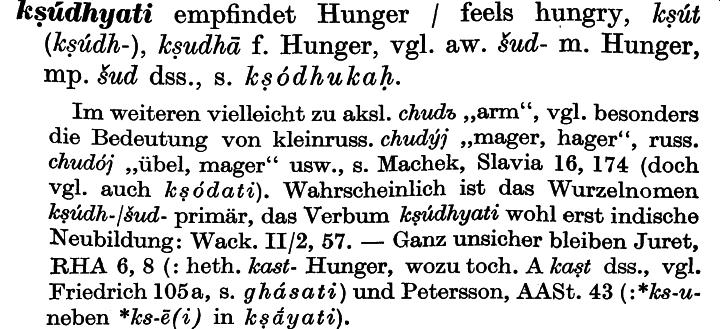 kṣúdhyati empfindet Hunger / feels hungry, kṣút
(kṣúdh-), kṣudhā f. Hunger, vgl. aw. šud- m. Hunger,
mp. šud dss., s. kṣódhukaḥ.
Im weiteren vielleicht zu aksl. chudъ „arm“, vgl. besonders
die Bedeutung von kleinruss. chudýj „mager, hager“, russ.
chudój „übel, mager“ usw., s. Machek, Slavia 16, 174 (doch
vgl. auch kṣódati). Wahrscheinlich ist das Wurzelnomen
kṣúdh-/šud- primär, das Verbum kṣúdhyati wohl erst indische
Neubildung: Wack. II/2, 57. — Ganz unsicher bleiben Juret,
RHA 6, 8 (: heth. kast- Hunger, wozu toch. A kaṣt dss., vgl.
Friedrich 105a, s. ghásati) und Petersson, AASt. 43 (:*ks-u-
neben *ks-ē(i) in kṣáyati).